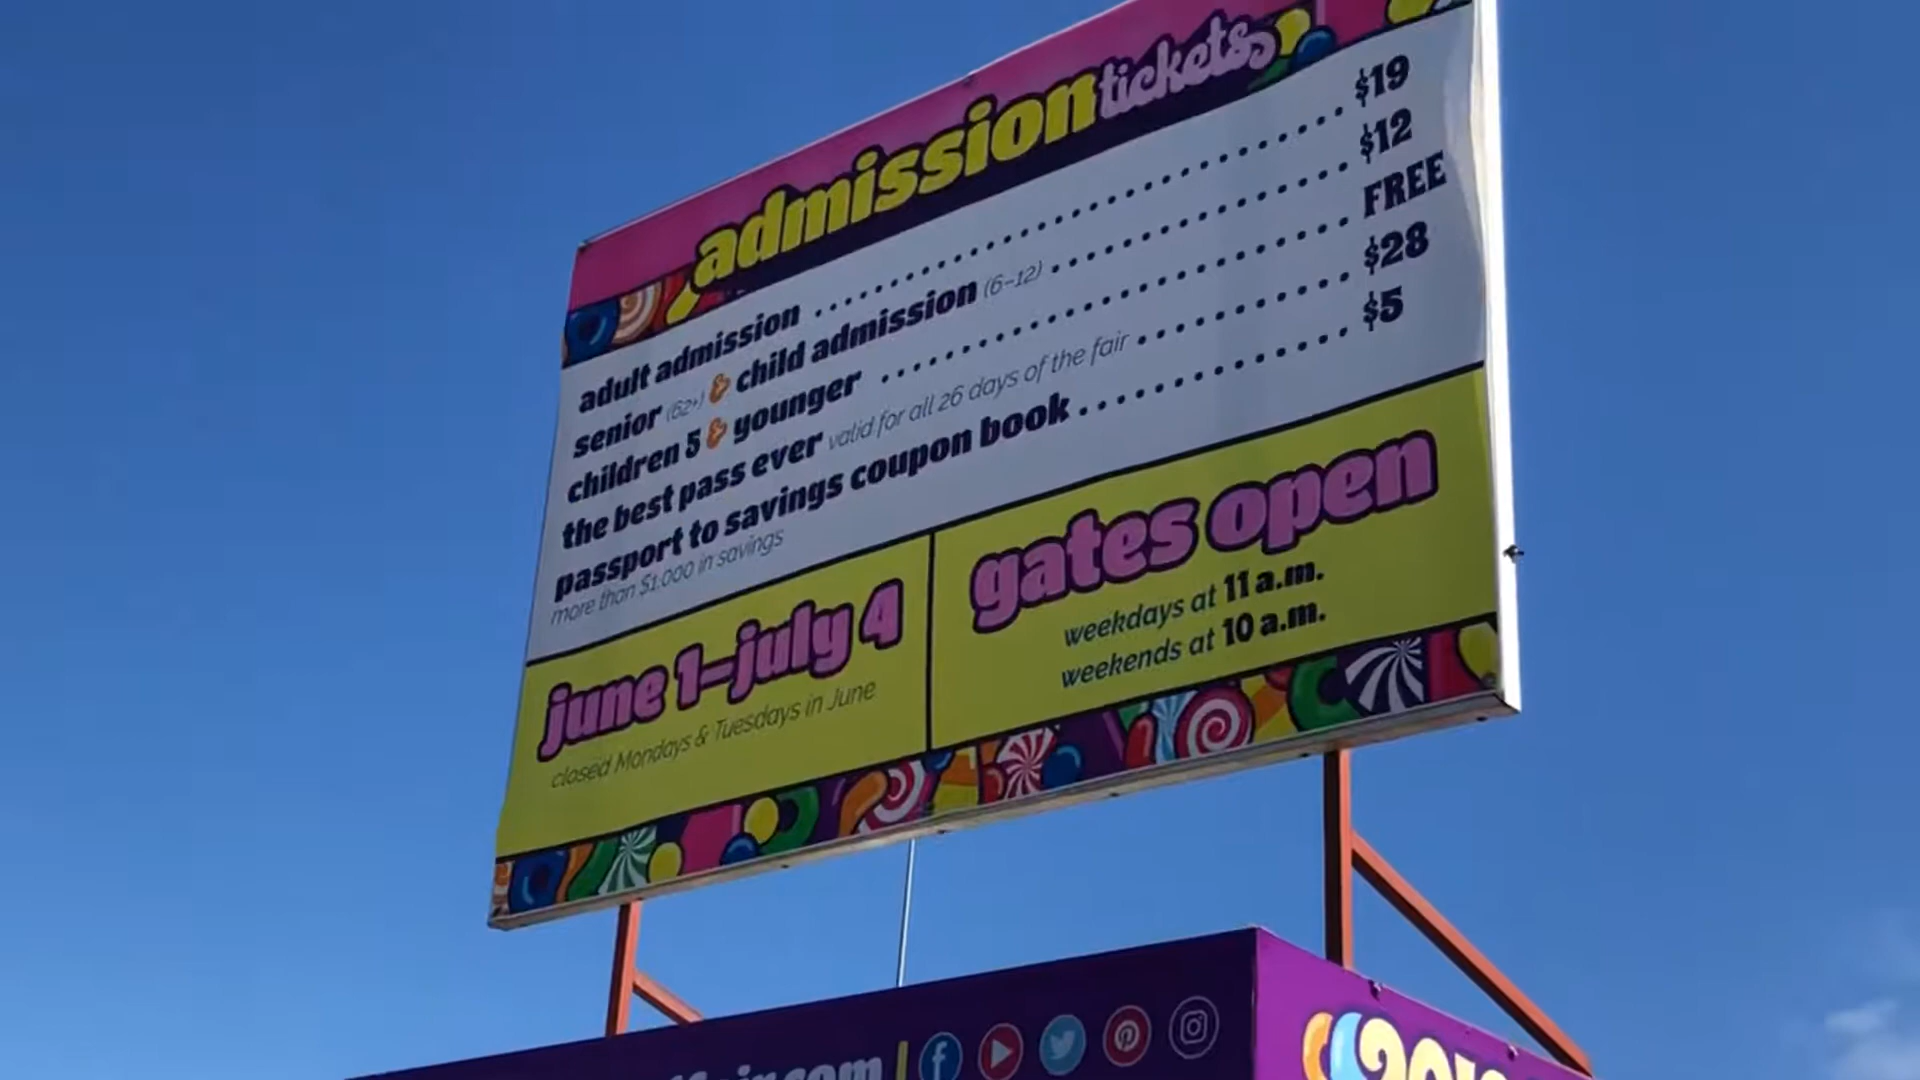 admission tickets
adult admission .......... $19
senior (62+) & child admission (6-12) .......... $12
children 5 & younger .......... FREE
the best pass ever valid for all 26 days of the fair .......... $28
passport to savings coupon book .......... $5
more than $1,000 in savings
june 1-july 4
closed Mondays & Tuesdays in June
gates open
weekdays at 11 a.m.
weekends at 10 a.m.